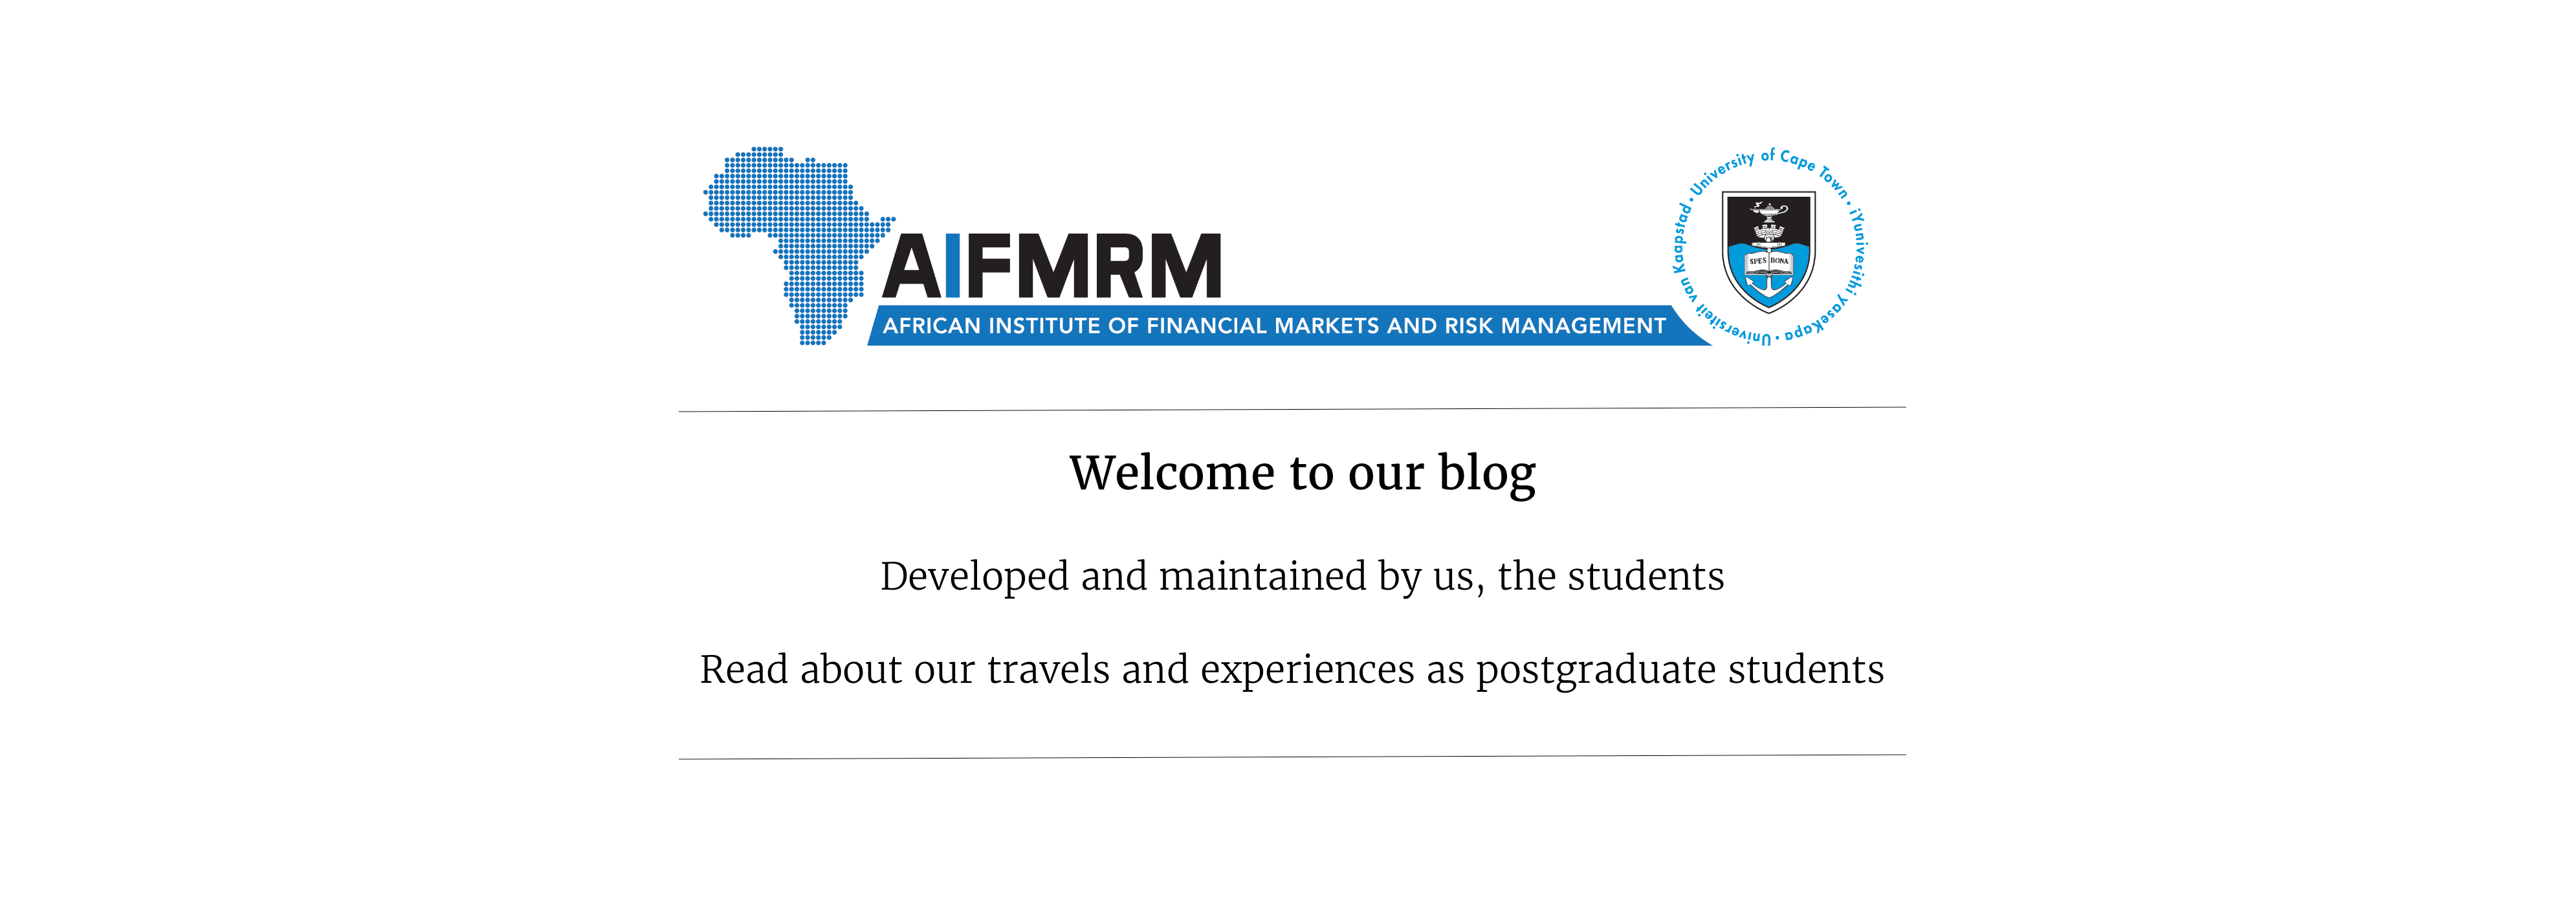 AIFMRM
AFRICAN INSTITUTE OF FINANCIAL MARKETS AND RISK MANAGEMENT
University of Cape Town • iYunivesithi yaseKapa • Universiteit van Kaapstad •
SPES BONA
Welcome to our blog
Developed and maintained by us, the students
Read about our travels and experiences as postgraduate students